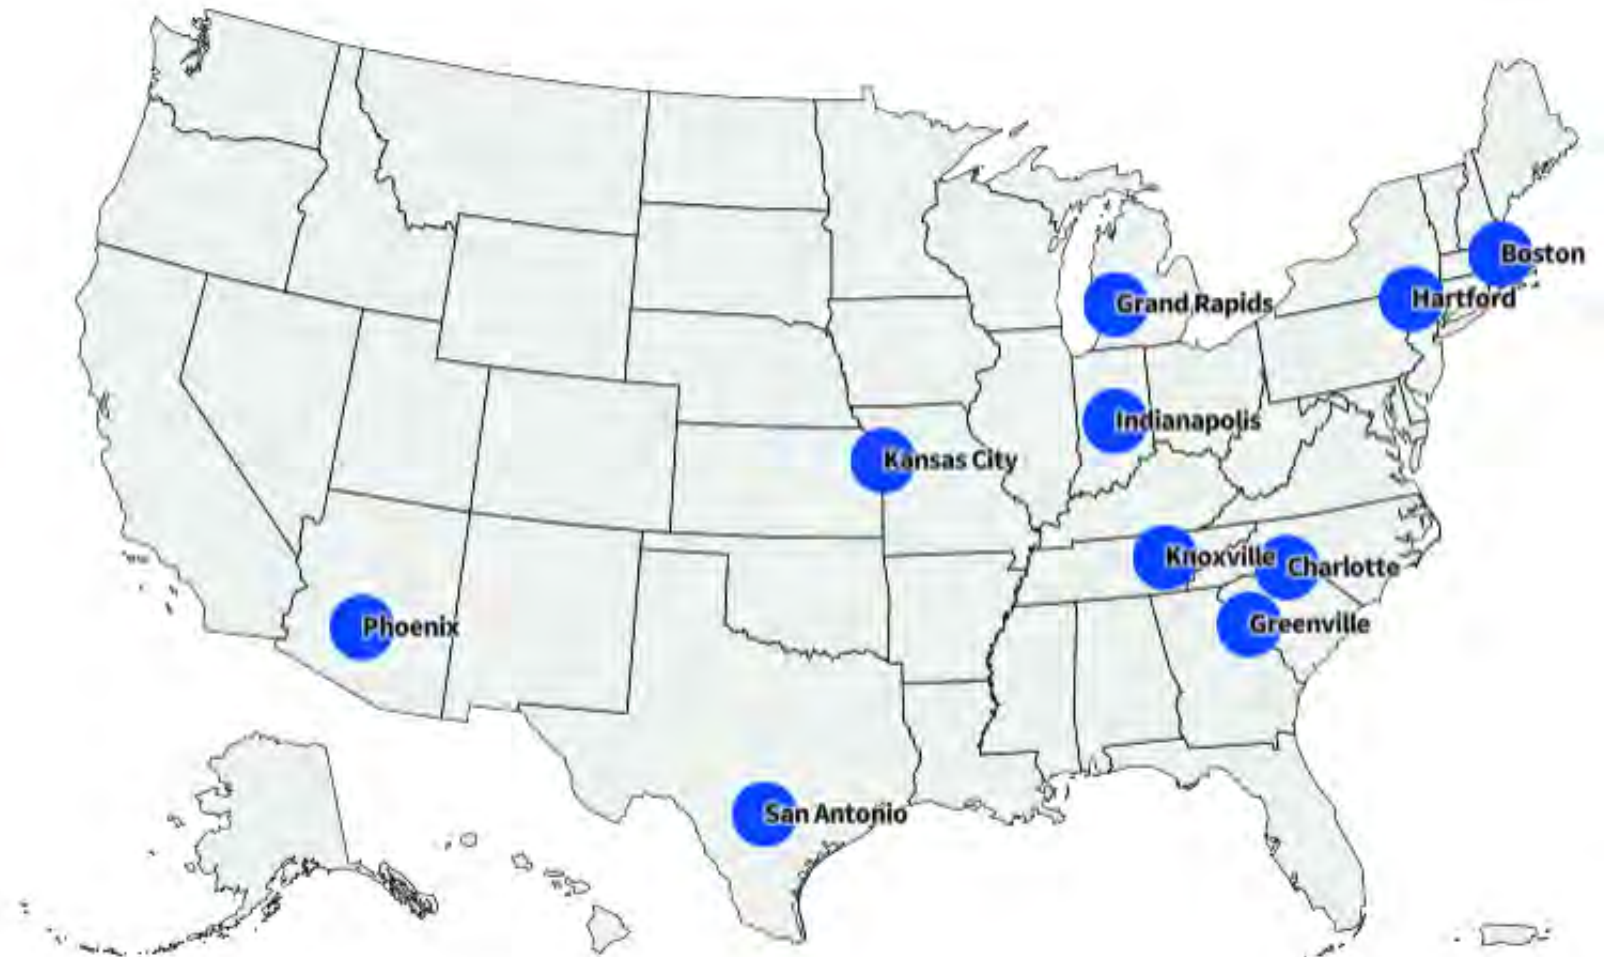 Boston
Hartford
Grand Rapids
Indianapolis
Kansas City
Knoxville
Charlotte
Greenville
Phoenix
San Antonio